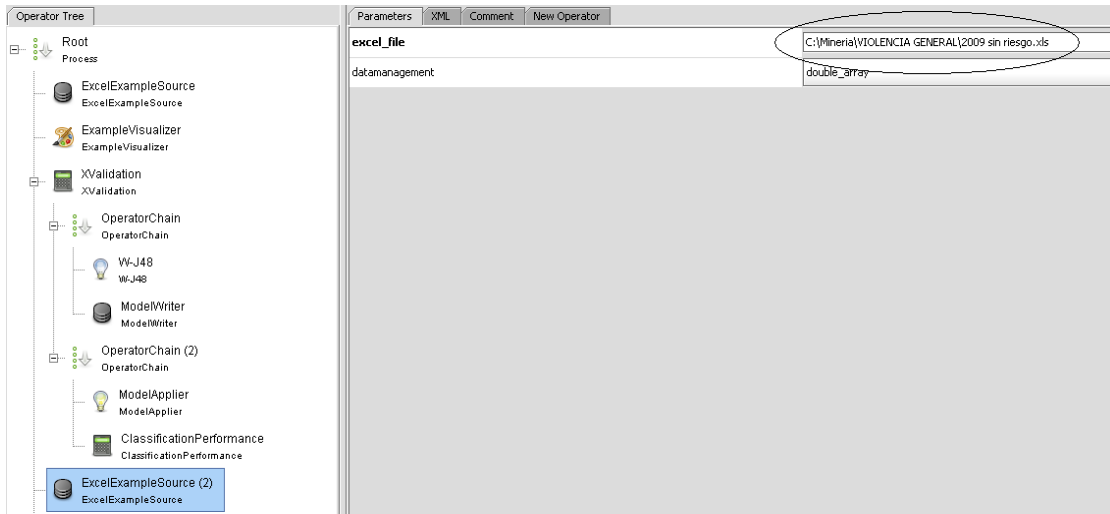 Operator Tree
Root
Process
ExcelExampleSource
ExcelExampleSource
ExampleVisualizer
ExampleVisualizer
XValidation
XValidation
OperatorChain
OperatorChain
W-J48
W-J48
ModelWriter
ModelWriter
OperatorChain (2)
OperatorChain
ModelApplier
ModelApplier
ClassificationPerformance
ClassificationPerformance
ExcelExampleSource (2)
ExcelExampleSource
Parameters XML Comment New Operator
excel_file C:\Mineria\VIOLENCIA GENERAL\2009 sin riesgo.xls
datamanagement double_array